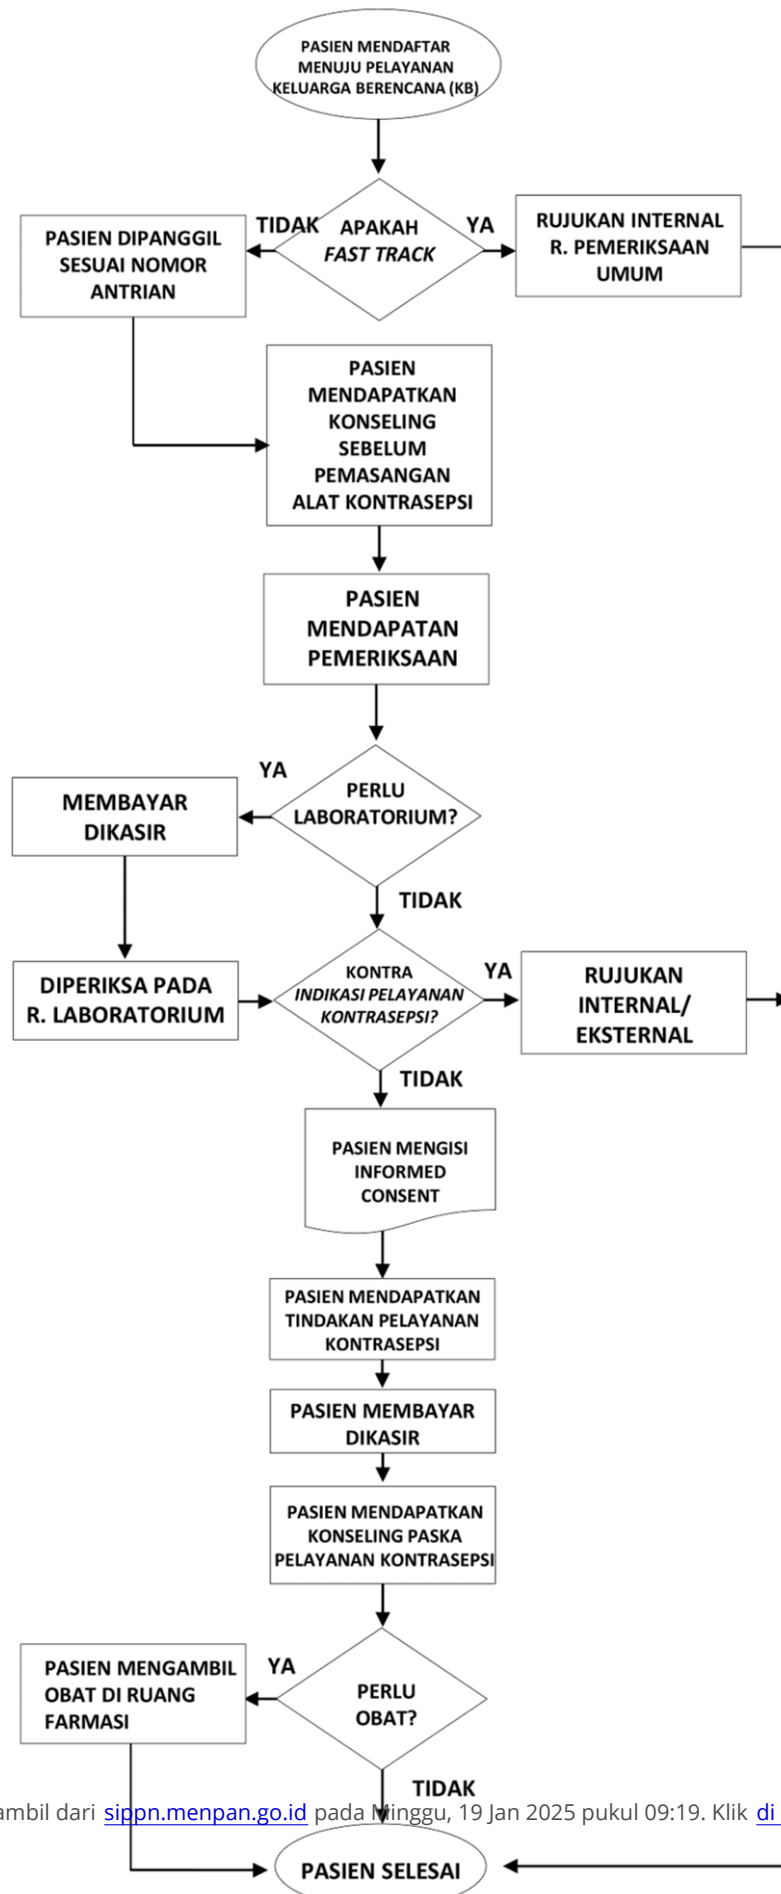 PASIEN MENDAFTAR
MENUJU PELAYANAN
KELUARGA BERENCANA (KB)
APAKAH
FAST TRACK
TIDAK
YA
PASIEN DIPANGGIL
SESUAI NOMOR
ANTRIAN
RUJUKAN INTERNAL
R. PEMERIKSAAN
UMUM
PASIEN
MENDAPATKAN
KONSELING
SEBELUM
PEMASANGAN
ALAT KONTRASEPSI
PASIEN
MENDAPATAN
PEMERIKSAAN
YA
PERLU
LABORATORIUM?
MEMBAYAR
DIKASIR
TIDAK
DIPERIKSA PADA
R. LABORATORIUM
KONTRA
INDIKASI PELAYANAN
KONTRASEPSI?
YA
RUJUKAN
INTERNAL/
EKSTERNAL
TIDAK
PASIEN MENGISI
INFORMED
CONSENT
PASIEN MENDAPATKAN
TINDAKAN PELAYANAN
KONTRASEPSI
PASIEN MEMBAYAR
DIKASIR
PASIEN MENDAPATKAN
KONSELING PASKA
PELAYANAN KONTRASEPSI
PASIEN MENGAMBIL
OBAT DI RUANG
FARMASI
YA
PERLU
OBAT?
TIDAK
ambil dari sippn.menpan.go.id pada Minggu, 19 Jan 2025 pukul 09:19. Klik di
PASIEN SELESAI